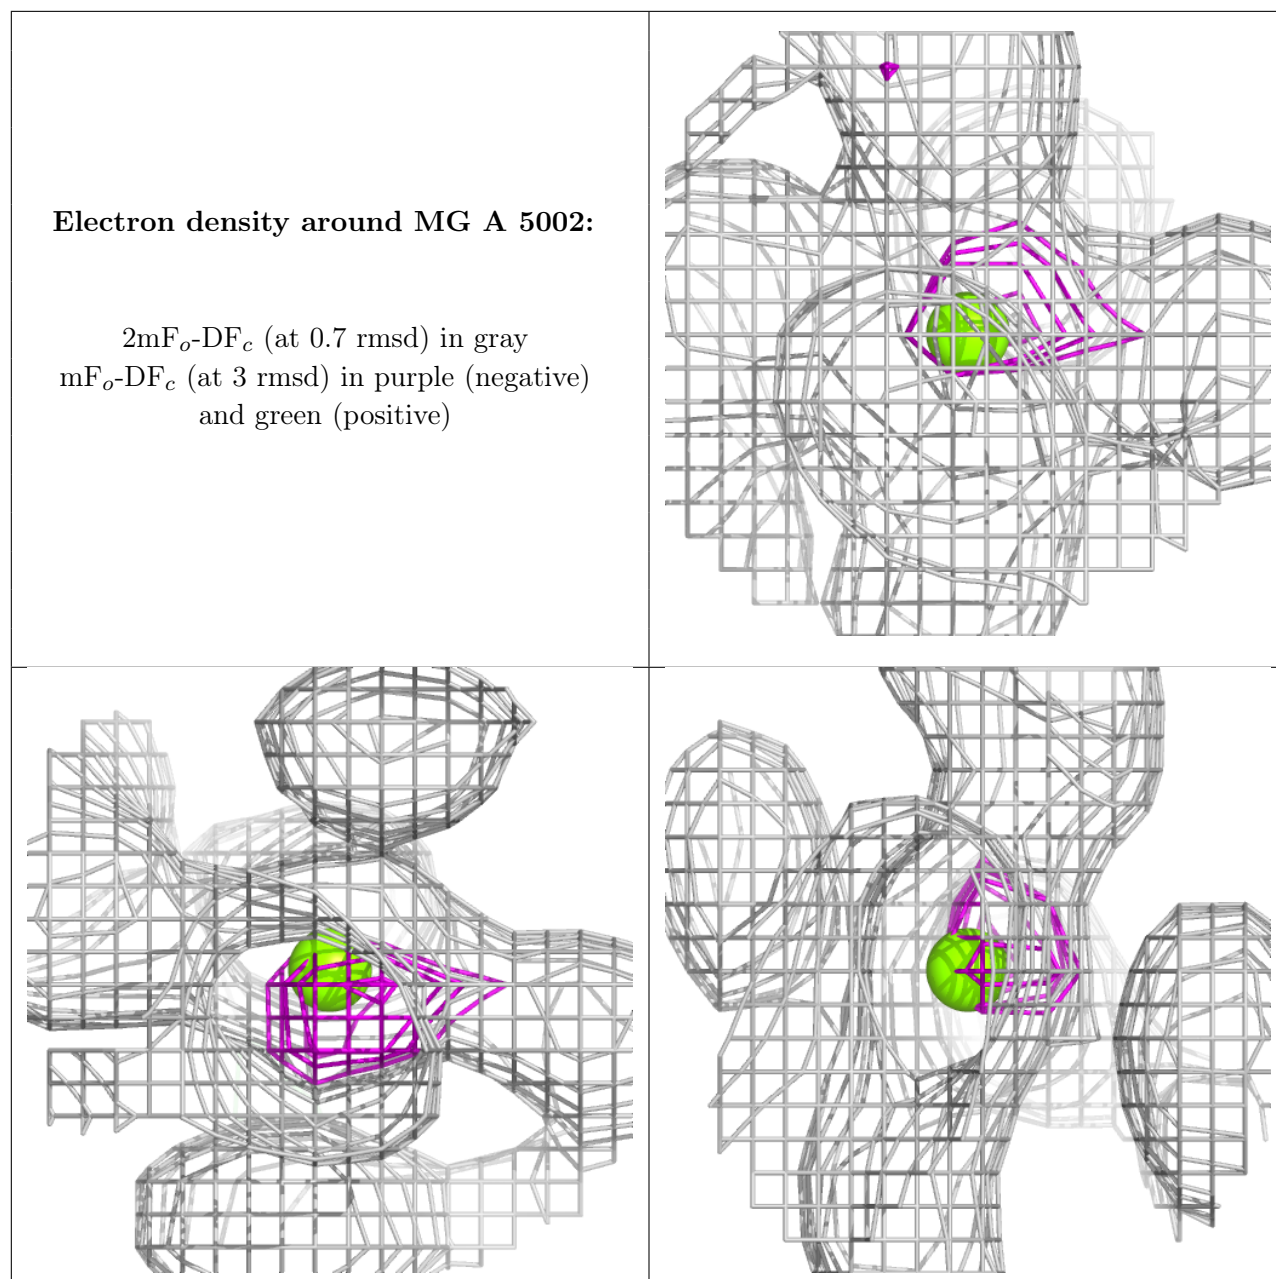 Electron density around MG A 5002:
2mFo-DFc (at 0.7 rmsd) in gray
mFo-DFc (at 3 rmsd) in purple (negative)
and green (positive)